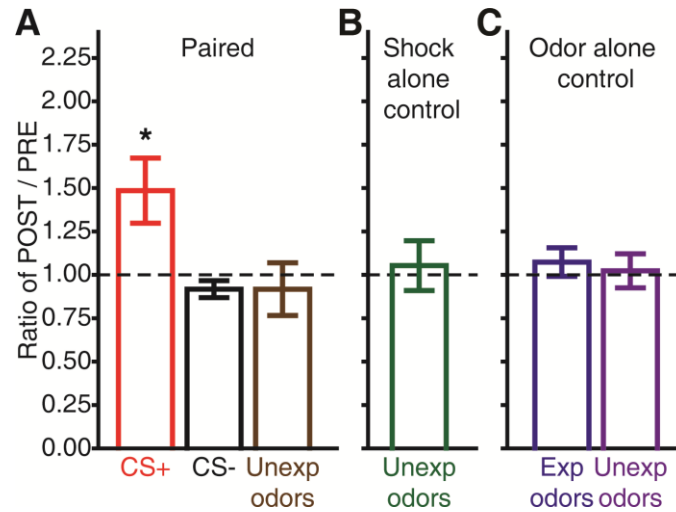 A
B
C
Paired
Shock
alone
control
Odor alone
control
Ratio of POST / PRE
2.25
2.00
1.75
1.50
1.25
1.00
0.75
0.50
0.25
0.00
*
CS+
CS-
Unexp
odors
Unexp
odors
Exp
odors
Unexp
odors